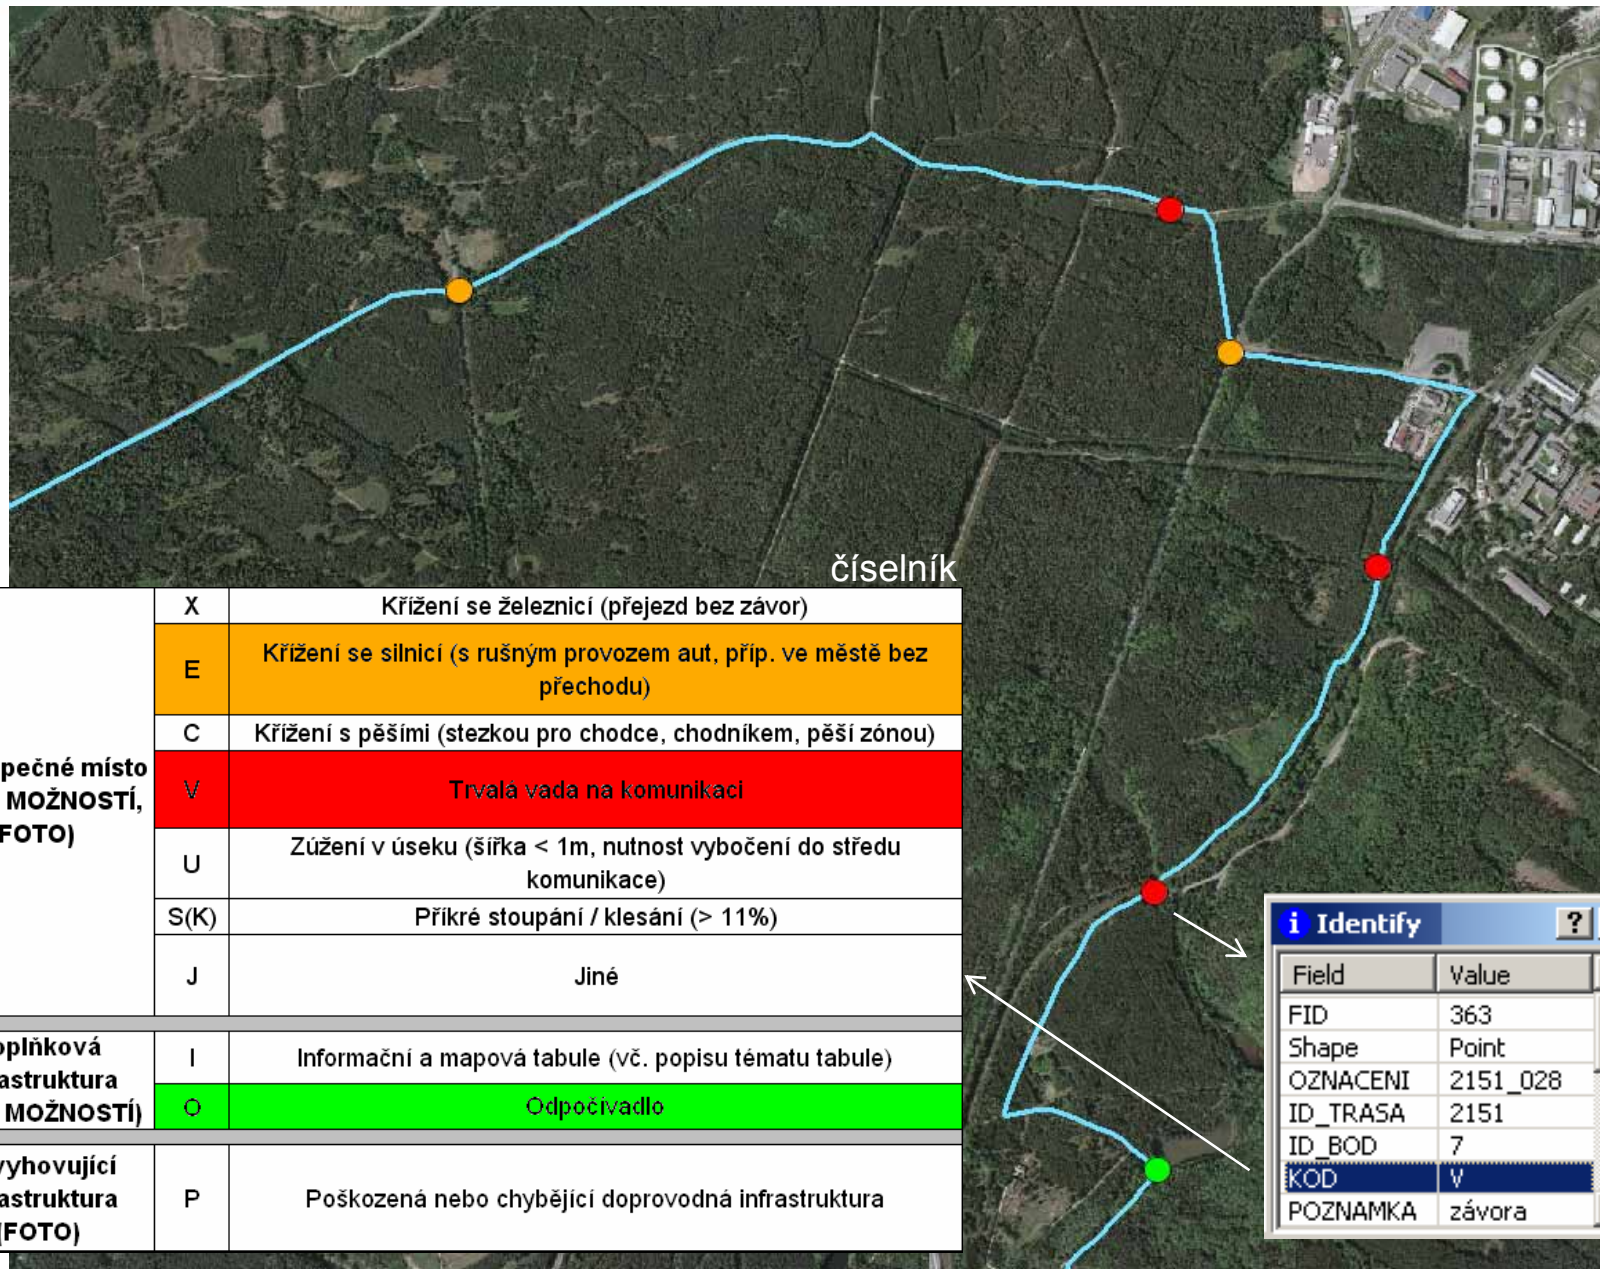 číselník
X Křížení se železnicí (přejezd bez závor)
E Křížení se silnicí (s rušným provozem aut, příp. ve městě bez
přechodu)
C Křížení s pěšími (stezkou pro chodce, chodníkem, pěší zónou)
pečné místo
MOŽNOSTÍ,
FOTO)
V Trvalá vada na komunikaci
U Zúžení v úseku (šířka < 1m, nutnost vybočení do středu
komunikace)
S(K) Příkré stoupání / klesání (> 11%)
J Jiné
oplňková
astruktura
MOŽNOSTÍ)
I Informační a mapová tabule (vč. popisu tématu tabule)
O Odpočívadlo
vyhovující
astruktura
(FOTO)
P Poškozená nebo chybějící doprovodná infrastruktura
i Identify ?
Field Value
FID 363
Shape Point
OZNACENI 2151_028
ID_TRASA 2151
ID_BOD 7
KOD V
POZNAMKA závora